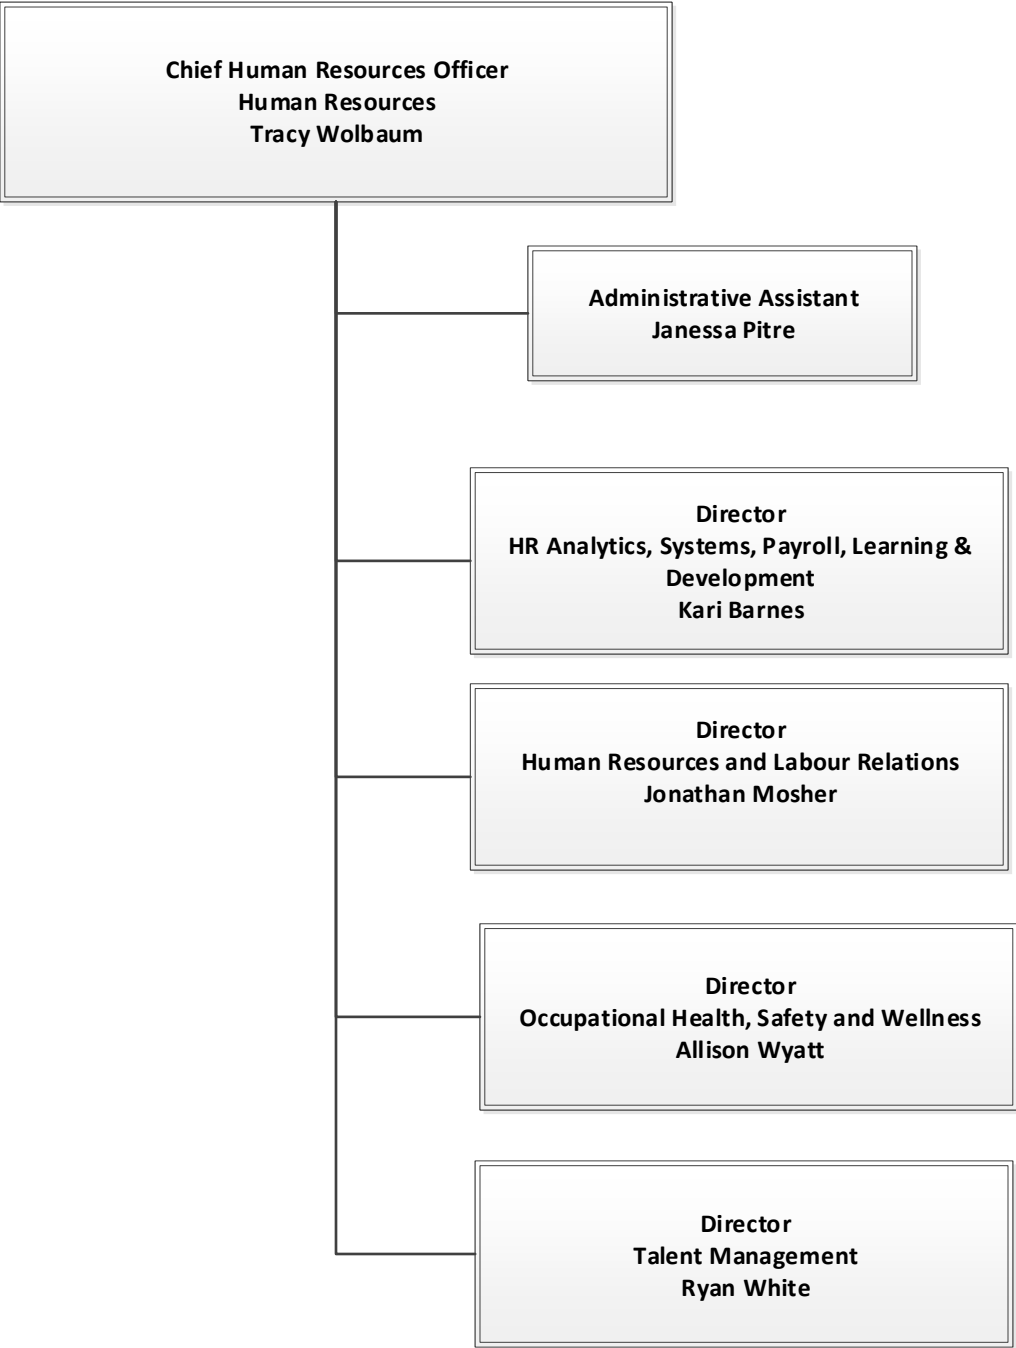 Chief Human Resources Officer
Human Resources
Tracy Wolbaum
Administrative Assistant
Janessa Pitre
Director
HR Analytics, Systems, Payroll, Learning &
Development
Kari Barnes
Director
Human Resources and Labour Relations
Jonathan Mosher
Director
Occupational Health, Safety and Wellness
Allison Wyatt
Director
Talent Management
Ryan White